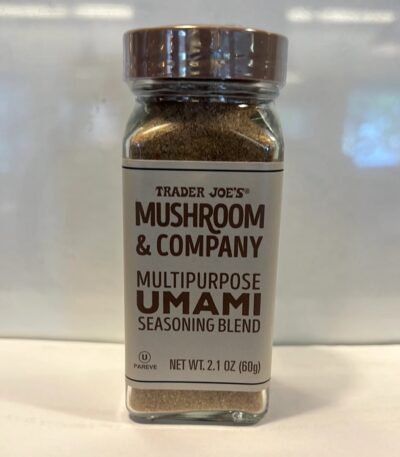 TRADER JOE'S®
MUSHROOM
& COMPANY
MULTIPURPOSE
UMAMI
SEASONING BLEND
U
PAREVE
NET WT. 2.1 OZ (60g)